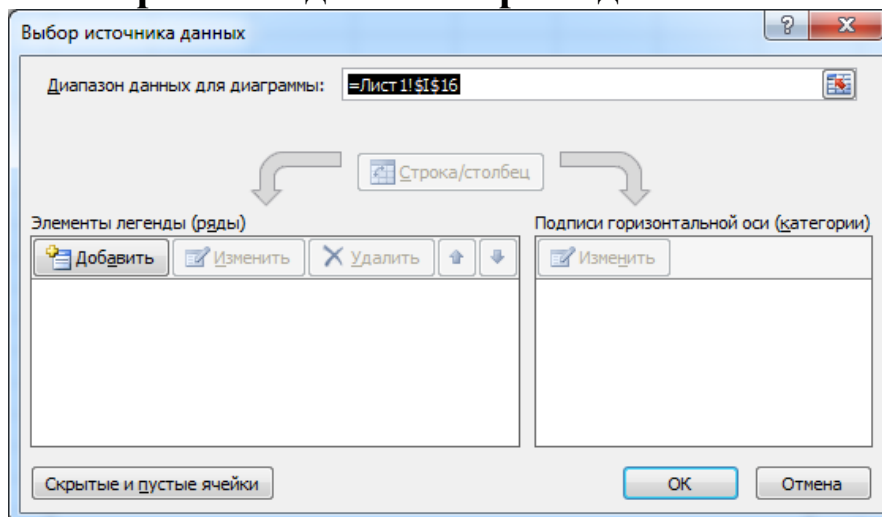 Выбор источника данных
Диапазон данных для диаграммы: =Лист1!$I$16
Строка/столбец
Элементы легенды (ряды)
Подписи горизонтальной оси (категории)
Добавить Изменить Удалить
Изменить
Скрытые и пустые ячейки
ОК Отмена